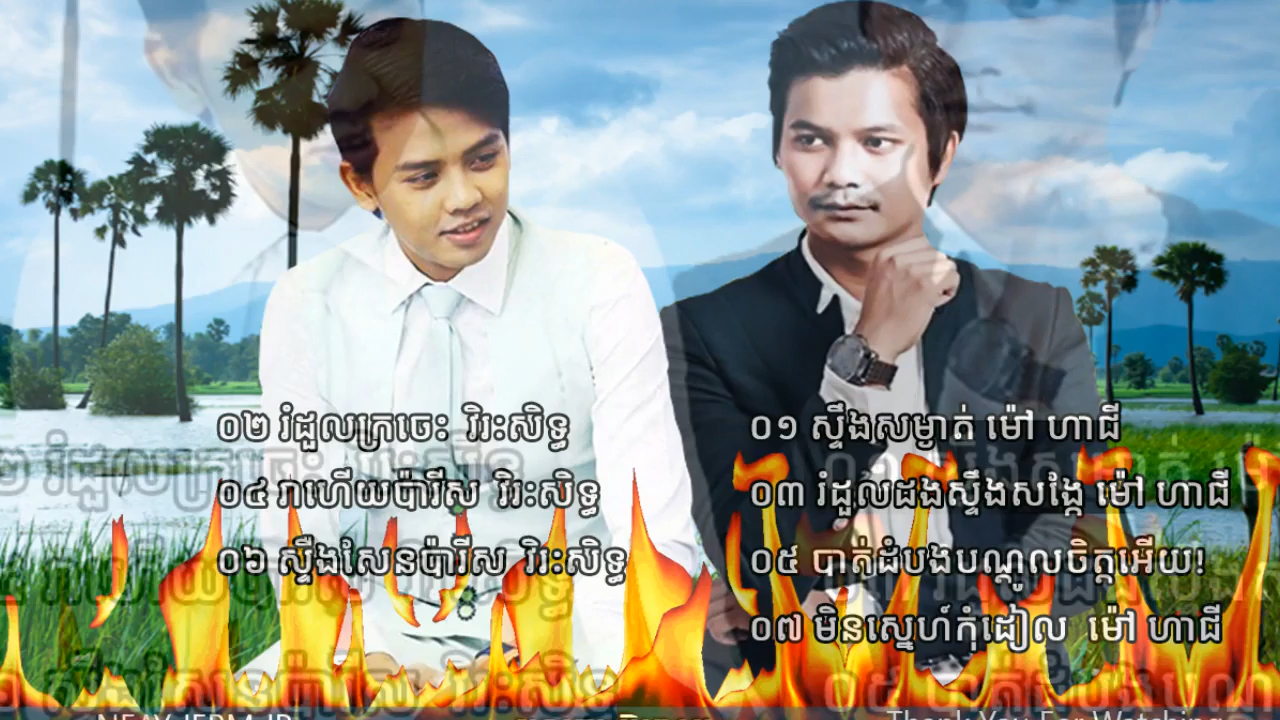 ០២ រំដួលក្រចេះ វិរះសិទ្ធ
០៤ រាហើយប៉ារីស វិរះសិទ្ធ
០៦ ស្ទឹងសែនប៉ារីស វិរះសិទ្ធ
០១ ស្ទឹងសម្ងាត់ ម៉ៅ ហាជី
០៣ រំដួលដងស្ទឹងសង្កែ ម៉ៅ ហាជី
០៥ បាត់ដំបងបណ្តូលចិត្តអើយ!
០៧ មិនស្នេហ៍កុំដៀល ម៉ៅ ហាជី
Thank You For